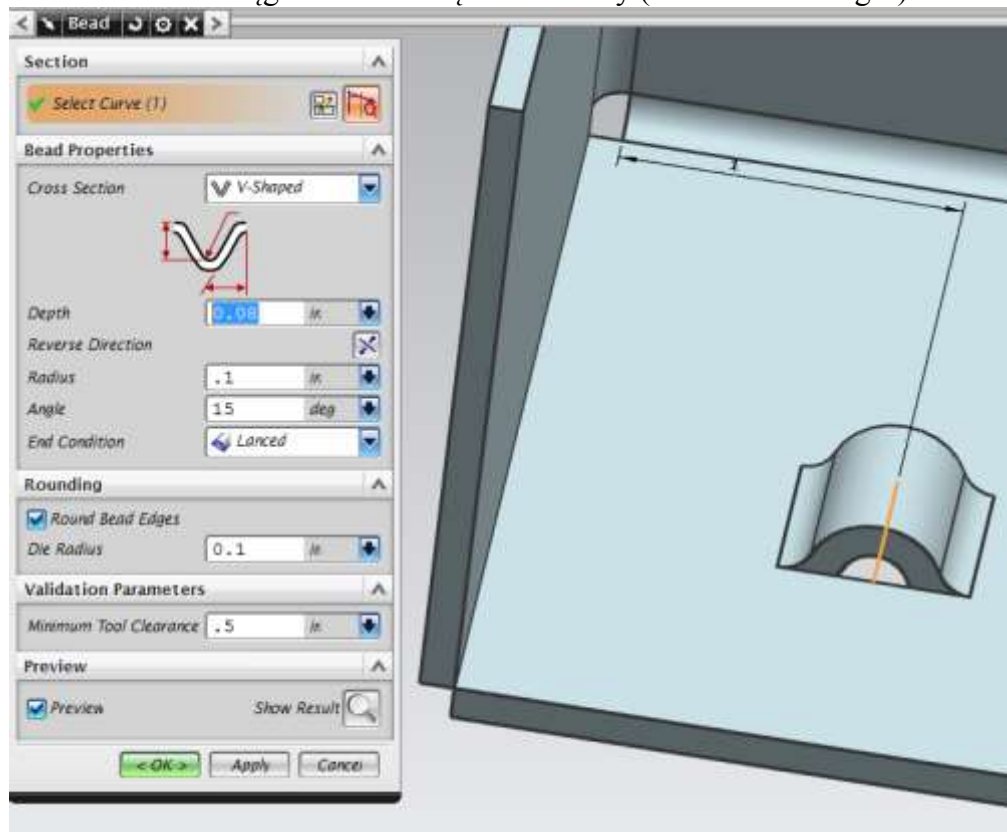 Bead
Section
Select Curve (1)
Bead Properties
Cross Section V-Shaped
Depth 0.08 in
Reverse Direction
Radius .1 in
Angle 15 deg
End Condition Lanced
Rounding
Round Bead Edges
Die Radius 0.1 in
Validation Parameters
Minimum Tool Clearance .5 in
Preview
Preview Show Result
< OK > Apply Cancel
1